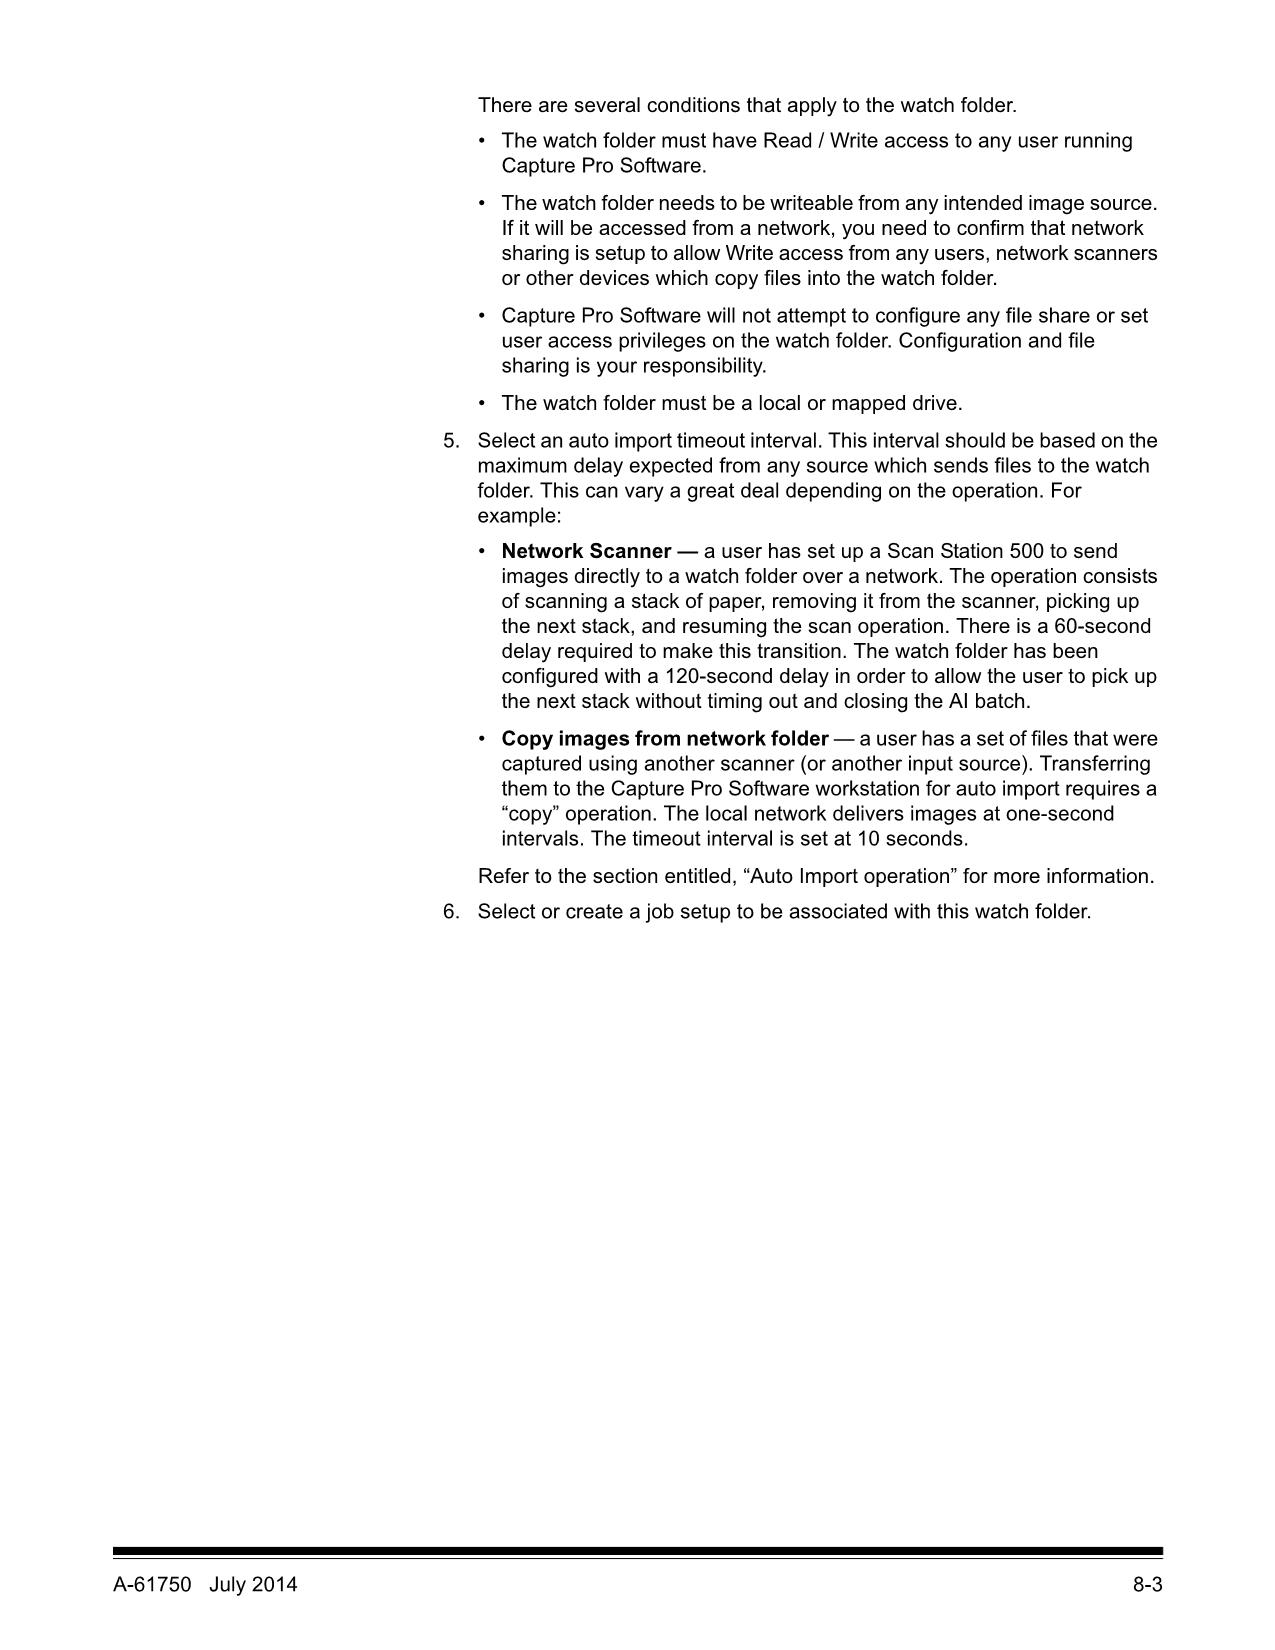 There are several conditions that apply to the watch folder.
• The watch folder must have Read / Write access to any user running
Capture Pro Software.
• The watch folder needs to be writeable from any intended image source.
If it will be accessed from a network, you need to confirm that network
sharing is setup to allow Write access from any users, network scanners
or other devices which copy files into the watch folder.
• Capture Pro Software will not attempt to configure any file share or set
user access privileges on the watch folder. Configuration and file
sharing is your responsibility.
• The watch folder must be a local or mapped drive.
5. Select an auto import timeout interval. This interval should be based on the
maximum delay expected from any source which sends files to the watch
folder. This can vary a great deal depending on the operation. For
example:
• Network Scanner — a user has set up a Scan Station 500 to send
images directly to a watch folder over a network. The operation consists
of scanning a stack of paper, removing it from the scanner, picking up
the next stack, and resuming the scan operation. There is a 60-second
delay required to make this transition. The watch folder has been
configured with a 120-second delay in order to allow the user to pick up
the next stack without timing out and closing the AI batch.
• Copy images from network folder — a user has a set of files that were
captured using another scanner (or another input source). Transferring
them to the Capture Pro Software workstation for auto import requires a
“copy” operation. The local network delivers images at one-second
intervals. The timeout interval is set at 10 seconds.
Refer to the section entitled, “Auto Import operation” for more information.
6. Select or create a job setup to be associated with this watch folder.
A-61750 July 2014
8-3